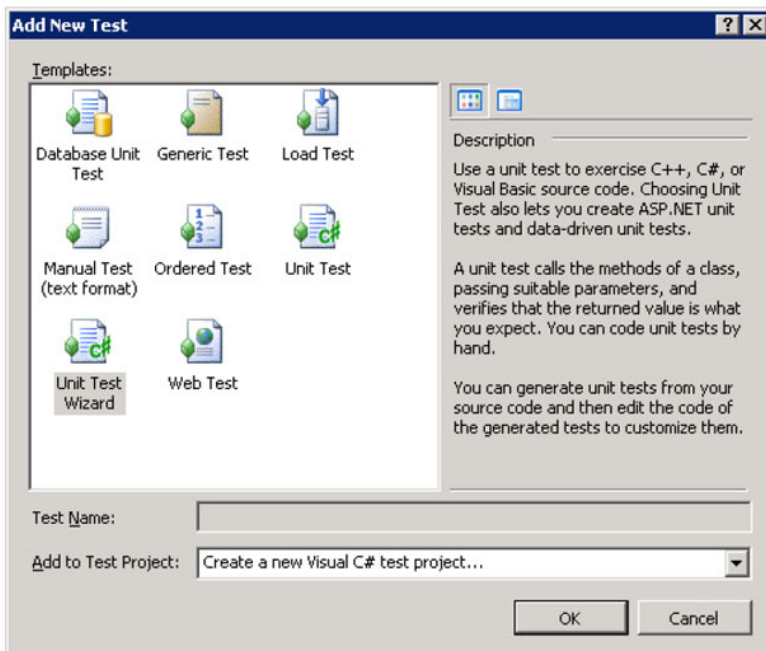 Add New Test
Templates:
Database Unit
Test
Generic Test
Load Test
Manual Test
(text format)
Ordered Test
Unit Test
Unit Test
Wizard
Web Test
Description
Use a unit test to exercise C++, C#, or
Visual Basic source code. Choosing Unit
Test also lets you create ASP.NET unit
tests and data-driven unit tests.
A unit test calls the methods of a class,
passing suitable parameters, and
verifies that the returned value is what
you expect. You can code unit tests by
hand.
You can generate unit tests from your
source code and then edit the code of
the generated tests to customize them.
Test Name:
Add to Test Project:
Create a new Visual C# test project...
OK
Cancel